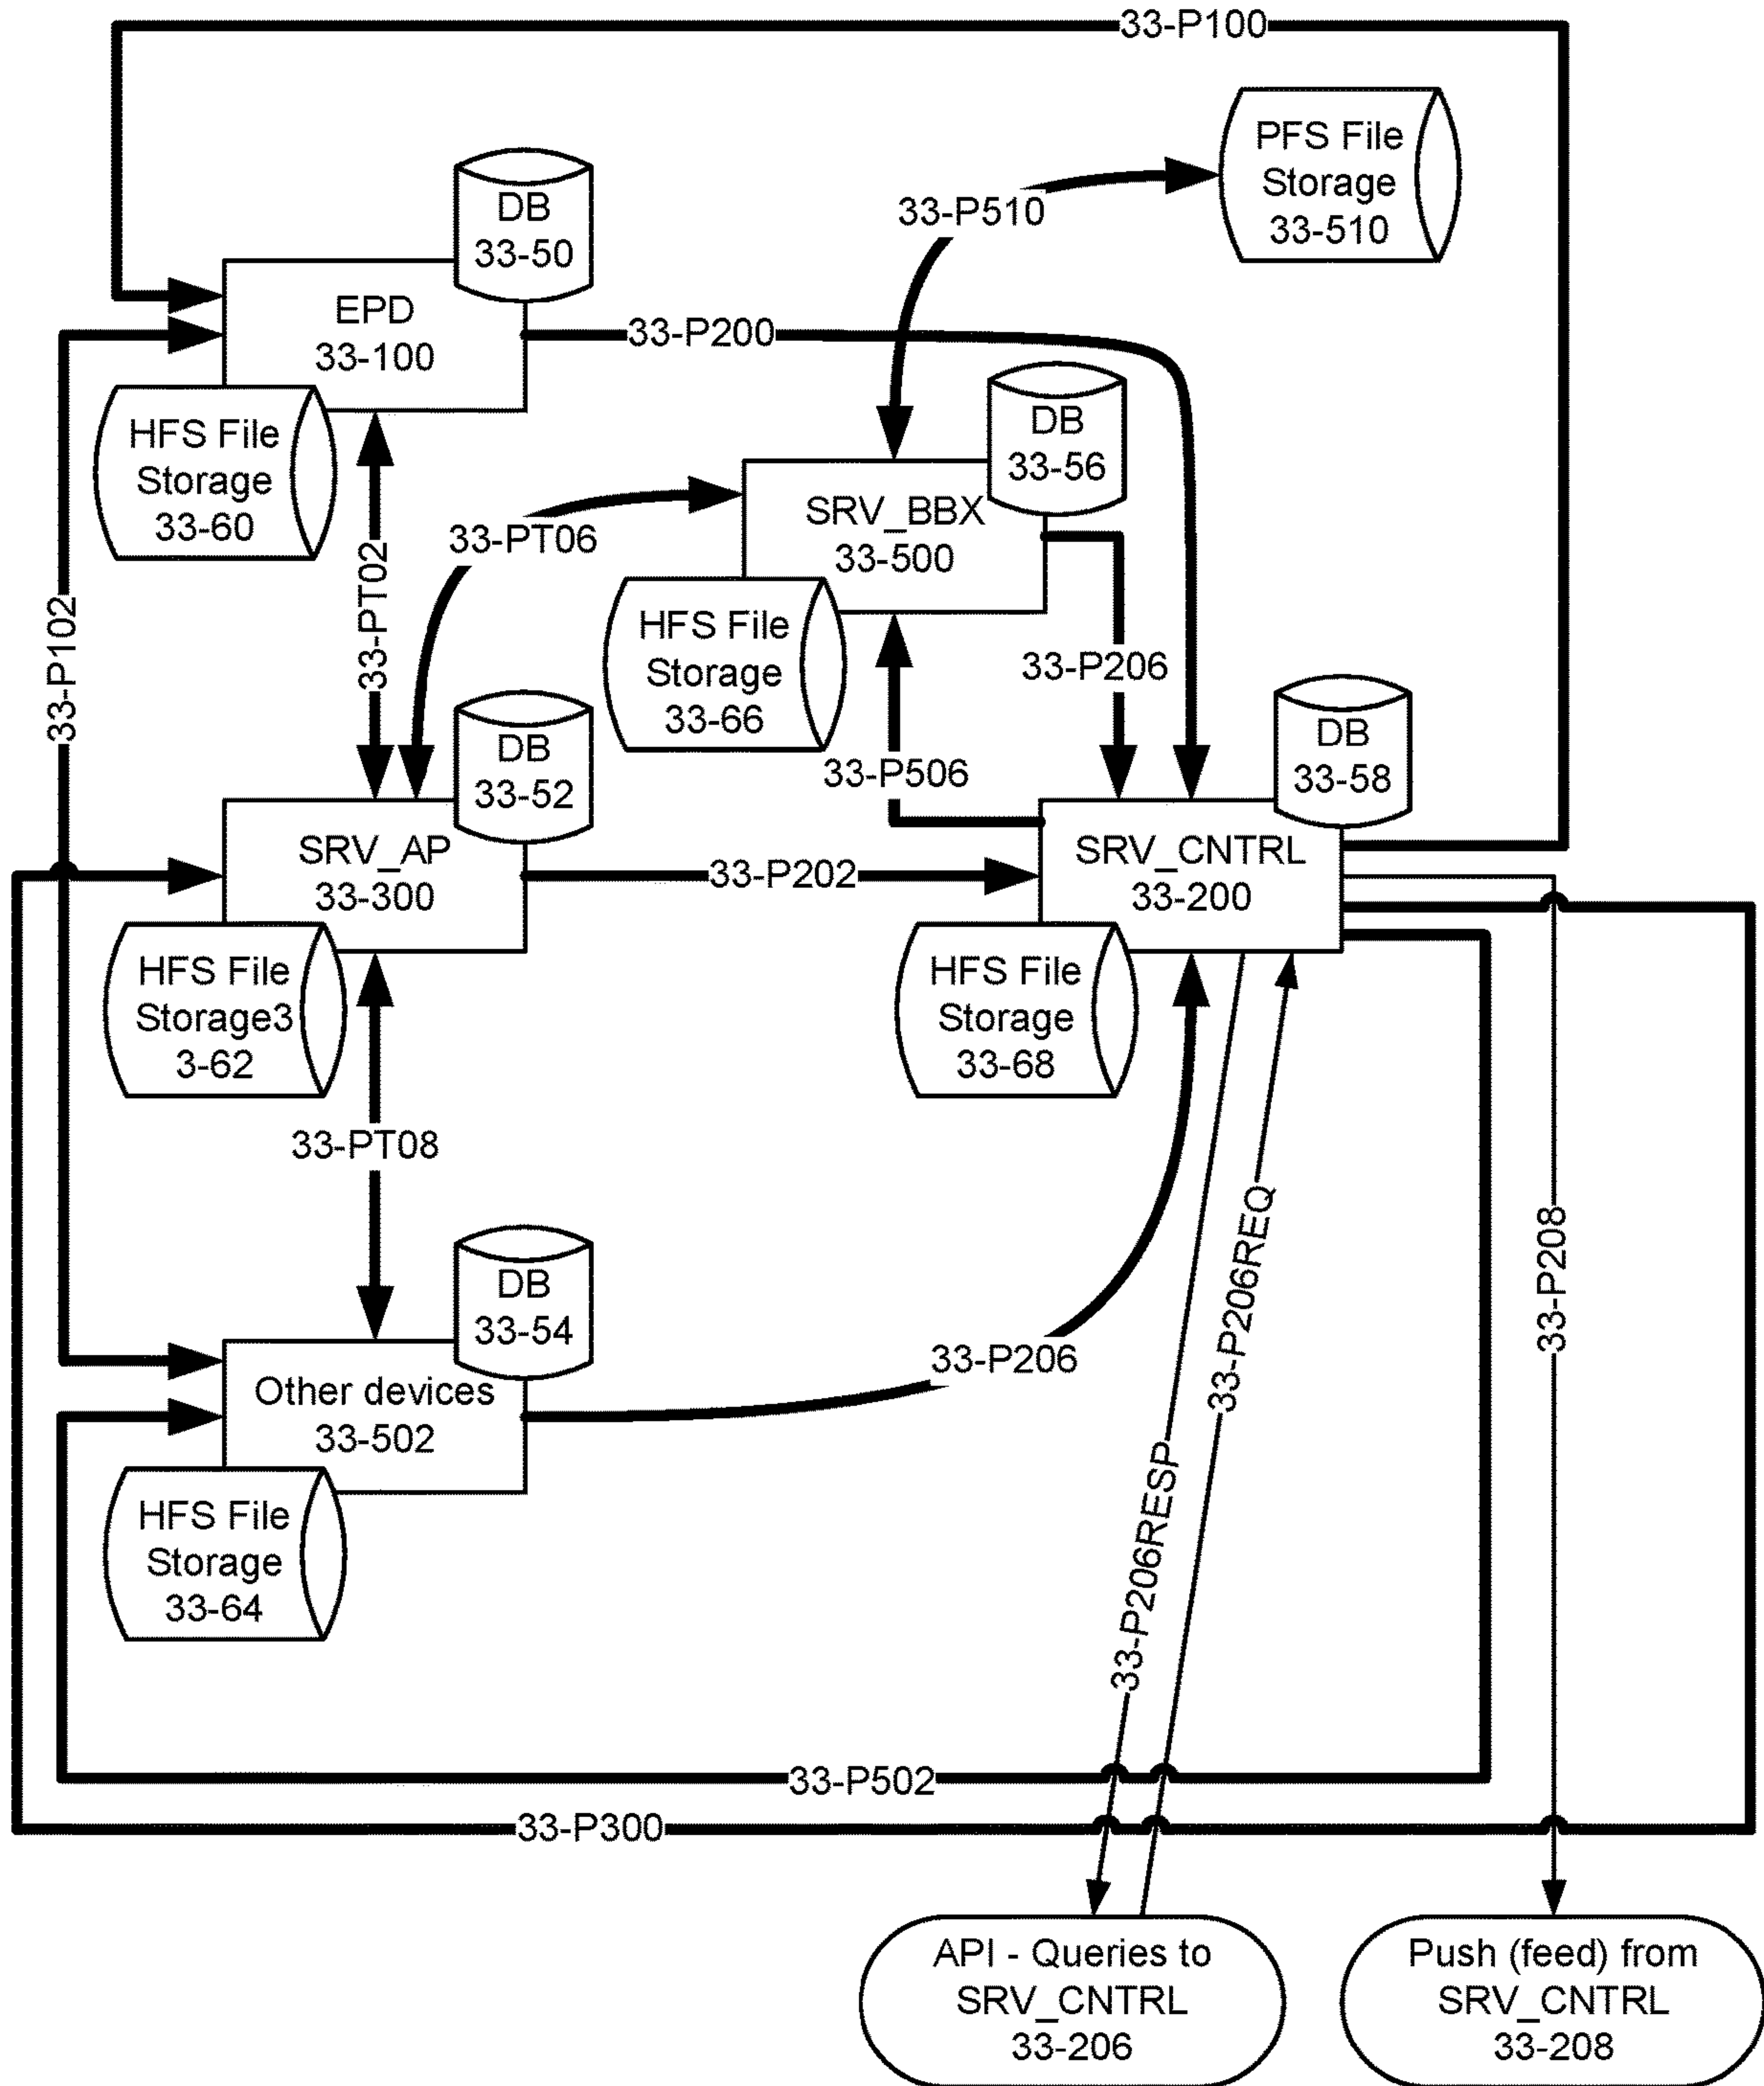 33-P100
PFS File
Storage
33-510
DB
33-50
33-P510
EPD
33-100
33-P200
DB
33-56
HFS File
Storage
33-60
33-PT02
33-PT06
SRV_BBX
33-500
33-P102
HFS File
Storage
33-66
33-P206
DB
33-52
33-P506
DB
33-58
SRV_AP
33-300
33-P202
SRV_CNTRL
33-200
HFS File
Storage3
3-62
HFS File
Storage
33-68
33-PT08
33-P206REQ
33-P208
DB
33-54
33-P206
Other devices
33-502
33-P206RESP
HFS File
Storage
33-64
33-P502
33-P300
API - Queries to
SRV_CNTRL
33-206
Push (feed) from
SRV_CNTRL
33-208